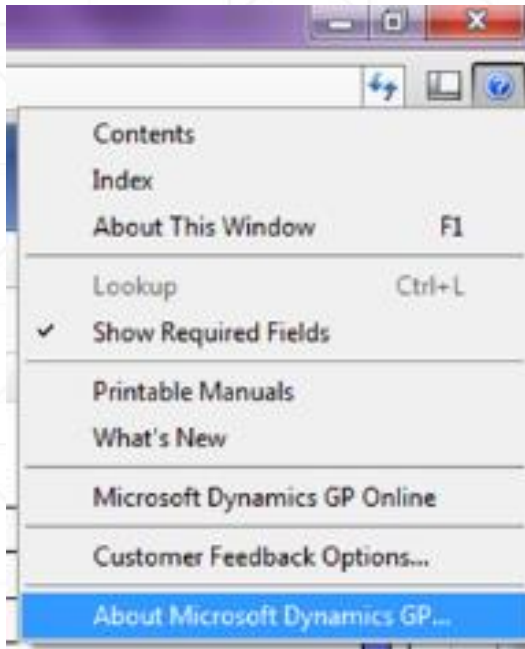 Contents
Index
About This Window F1
Lookup Ctrl+L
Show Required Fields
Printable Manuals
What's New
Microsoft Dynamics GP Online
Customer Feedback Options...
About Microsoft Dynamics GP...